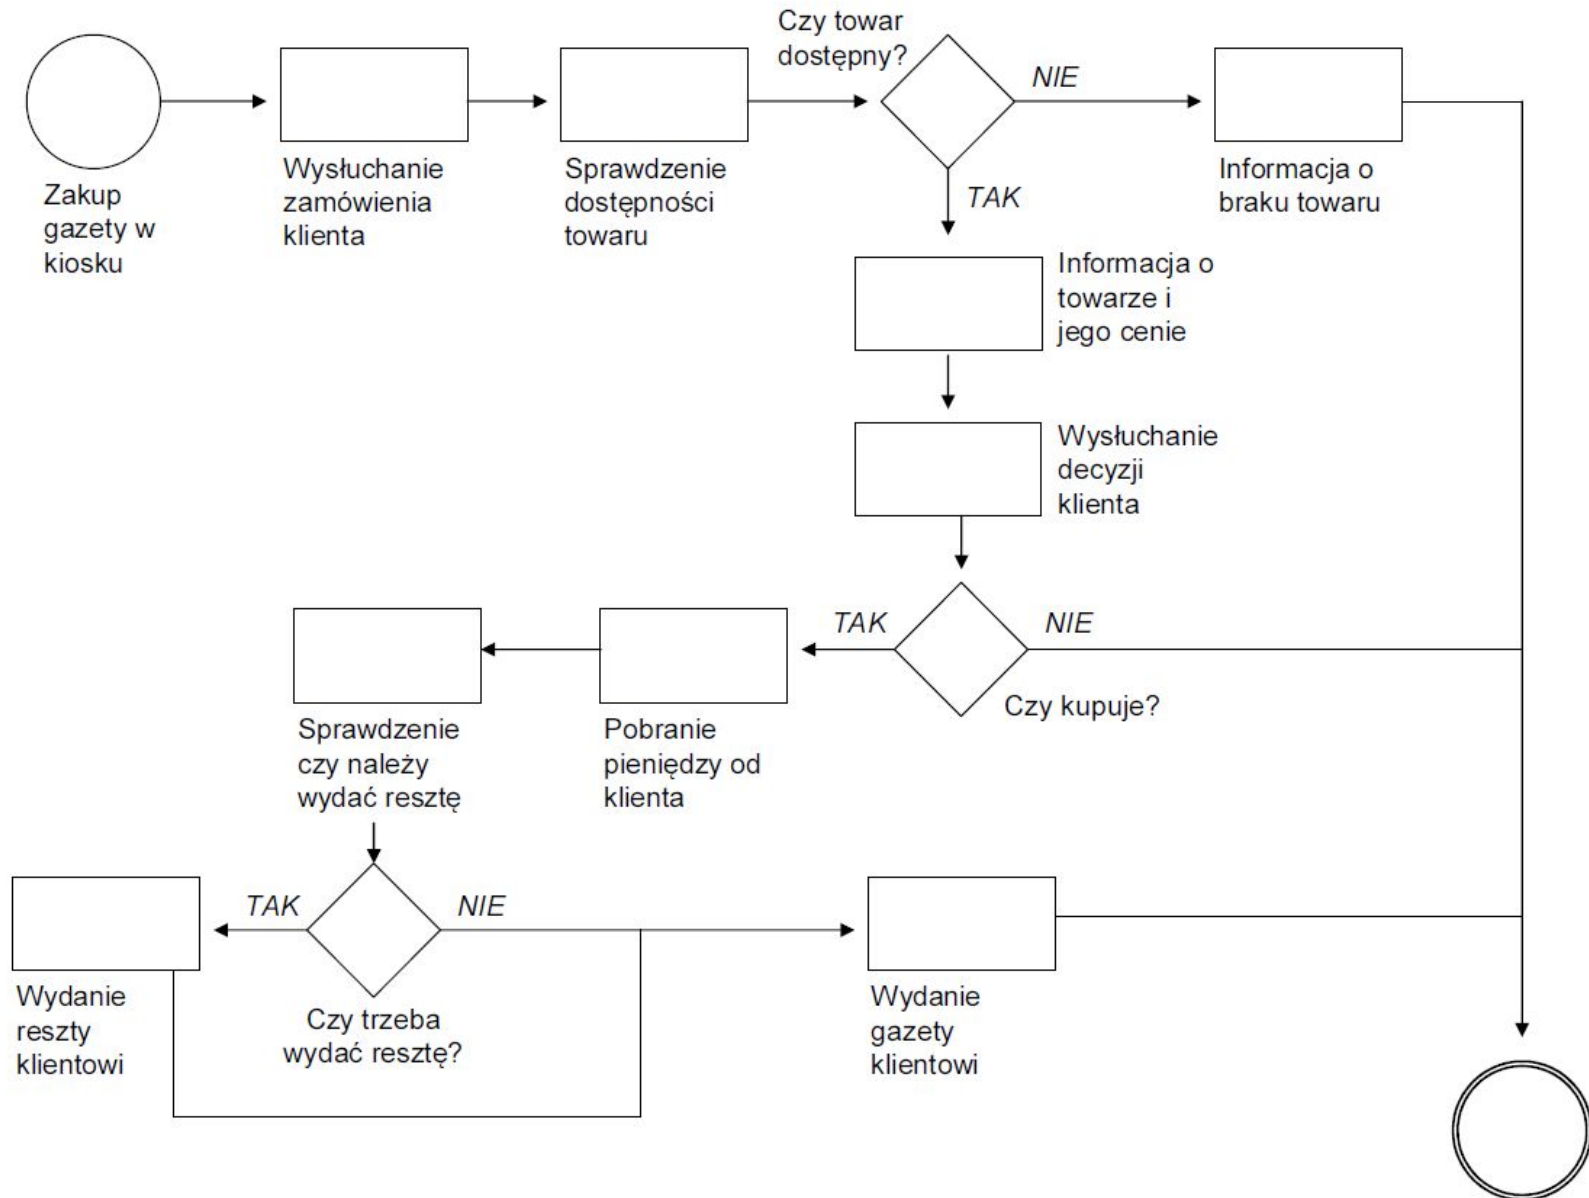 Czy towar
dostępny?
NIE
Zakup
gazety w
kiosku
Wysłuchanie
zamówienia
klienta
Sprawdzenie
dostępności
towaru
TAK
Informacja o
braku towaru
Informacja o
towarze i
jego cenie
Wysłuchanie
decyzji
klienta
TAK
NIE
Czy kupuje?
Sprawdzenie
czy należy
wydać resztę
Pobranie
pieniędzy od
klienta
TAK
NIE
Wydanie
reszty
klientowi
Czy trzeba
wydać resztę?
Wydanie
gazety
klientowi